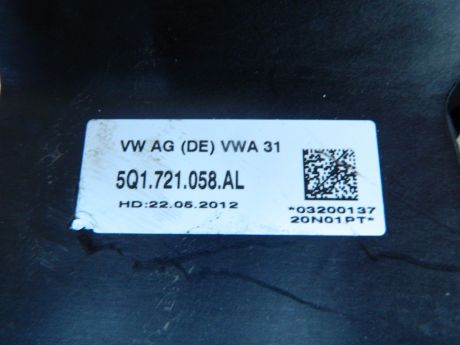 VW AG (DE) VWA 31
5Q1.721.058.AL
HD:22.05.2012
*03200137
20N01PT*